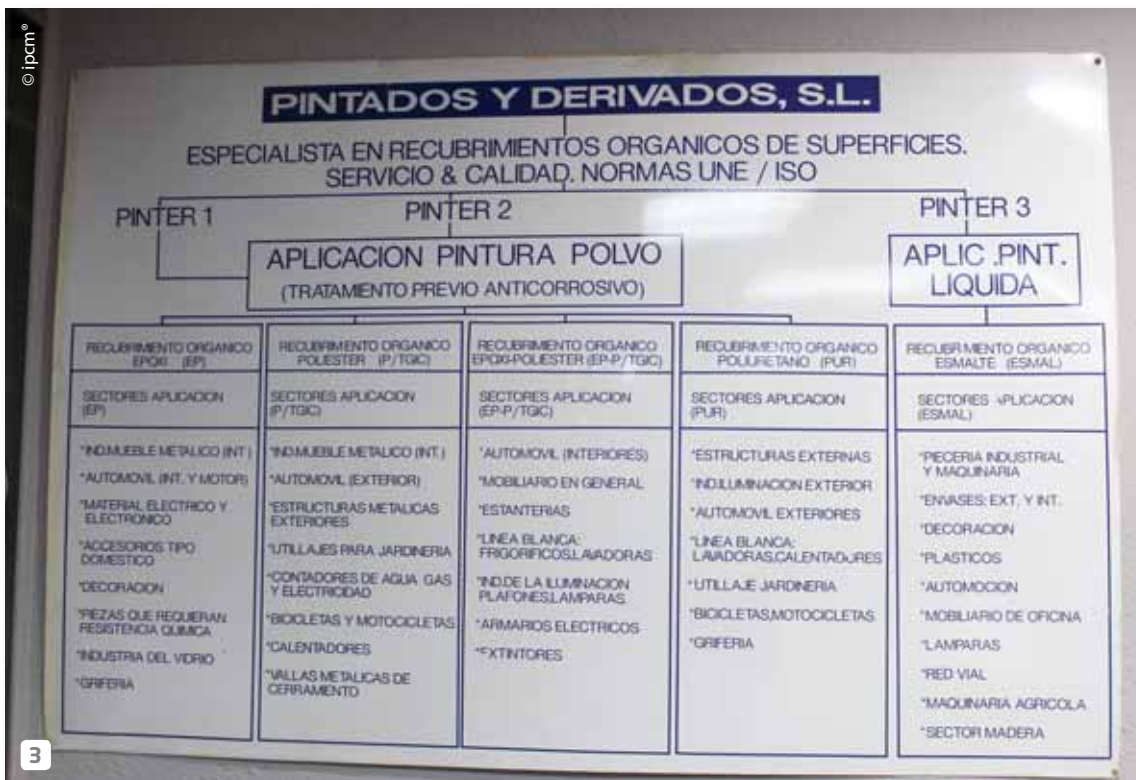 © ipcm®
PINTADOS Y DERIVADOS, S.L.
ESPECIALISTA EN RECUBRIMIENTOS ORGANICOS DE SUPERFICIES.
SERVICIO & CALIDAD. NORMAS UNE / ISO
PINTER 1
PINTER 2
PINTER 3
APLICACION PINTURA POLVO
(TRATAMIENTO PREVIO ANTICORROSIVO)
APLIC .PINT.
LIQUIDA
RECUBRIMIENTO ORGANICO
EPOXI (EP)
SECTORES APLICACION
(EP)
*IND.MUEBLE METALICO (INT.)
*AUTOMOVIL (INT. Y MOTOR)
*MATERIAL ELECTRICO Y
ELECTRONICO
*ACCESORIOS TIPO
DOMESTICO
*DECORACION
*PIEZAS QUE REQUIERAN
RESISTENCIA QUIMICA
*INDUSTRIA DEL VIDRIO
*GRIFERIA
RECUBRIMIENTO ORGANICO
POLIESTER (P/TGIC)
SECTORES APLICACION
(P/TGIC)
*IND.MUEBLE METALICO (INT.)
*AUTOMOVIL (EXTERIOR)
*ESTRUCTURAS METALICAS
EXTERIORES
*UTILLAJES PARA JARDINERIA
*CONTADORES DE AGUA GAS
Y ELECTRICIDAD
*BICICLETAS Y MOTOCICLETAS
*CALENTADORES
*VALLAS METALICAS DE
CERRAMIENTO
RECUBRIMIENTO ORGANICO
EPOXI-POLIESTER (EP-P/TGIC)
SECTORES APLICACION
(EP-P/TGIC)
*AUTOMOVIL (INTERIORES)
*MOBILIARIO EN GENERAL
*ESTANTERIAS
*LINEA BLANCA:
FRIGORIFICOS,LAVADORAS
*IND.DE LA ILUMINACION
PLAFONES,LAMPARAS.
*ARMARIOS ELECTRICOS
*EXTINTORES
RECUBRIMIENTO ORGANICO
POLIURETANO (PUR)
SECTORES APLICACION
(PUR)
*ESTRUCTURAS EXTERNAS
*IND.ILUMINACION EXTERIOR
*AUTOMOVIL EXTERIORES
*LINEA BLANCA:
LAVADORAS,CALENTADORES
*UTILLAJE JARDINERIA
*BICICLETAS,MOTOCICLETAS
*GRIFERIA
RECUBRIMIENTO ORGANICO
ESMALTE (ESMAL)
SECTORES APLICACION
(ESMAL)
*PIECERIA INDUSTRIAL
Y MAQUINARIA
*ENVASES: EXT. Y INT.
*DECORACION
*PLASTICOS
*AUTOMOCION
*MOBILIARIO DE OFICINA
*LAMPARAS
*RED VIAL
*MAQUINARIA AGRICOLA
*SECTOR MADERA
3